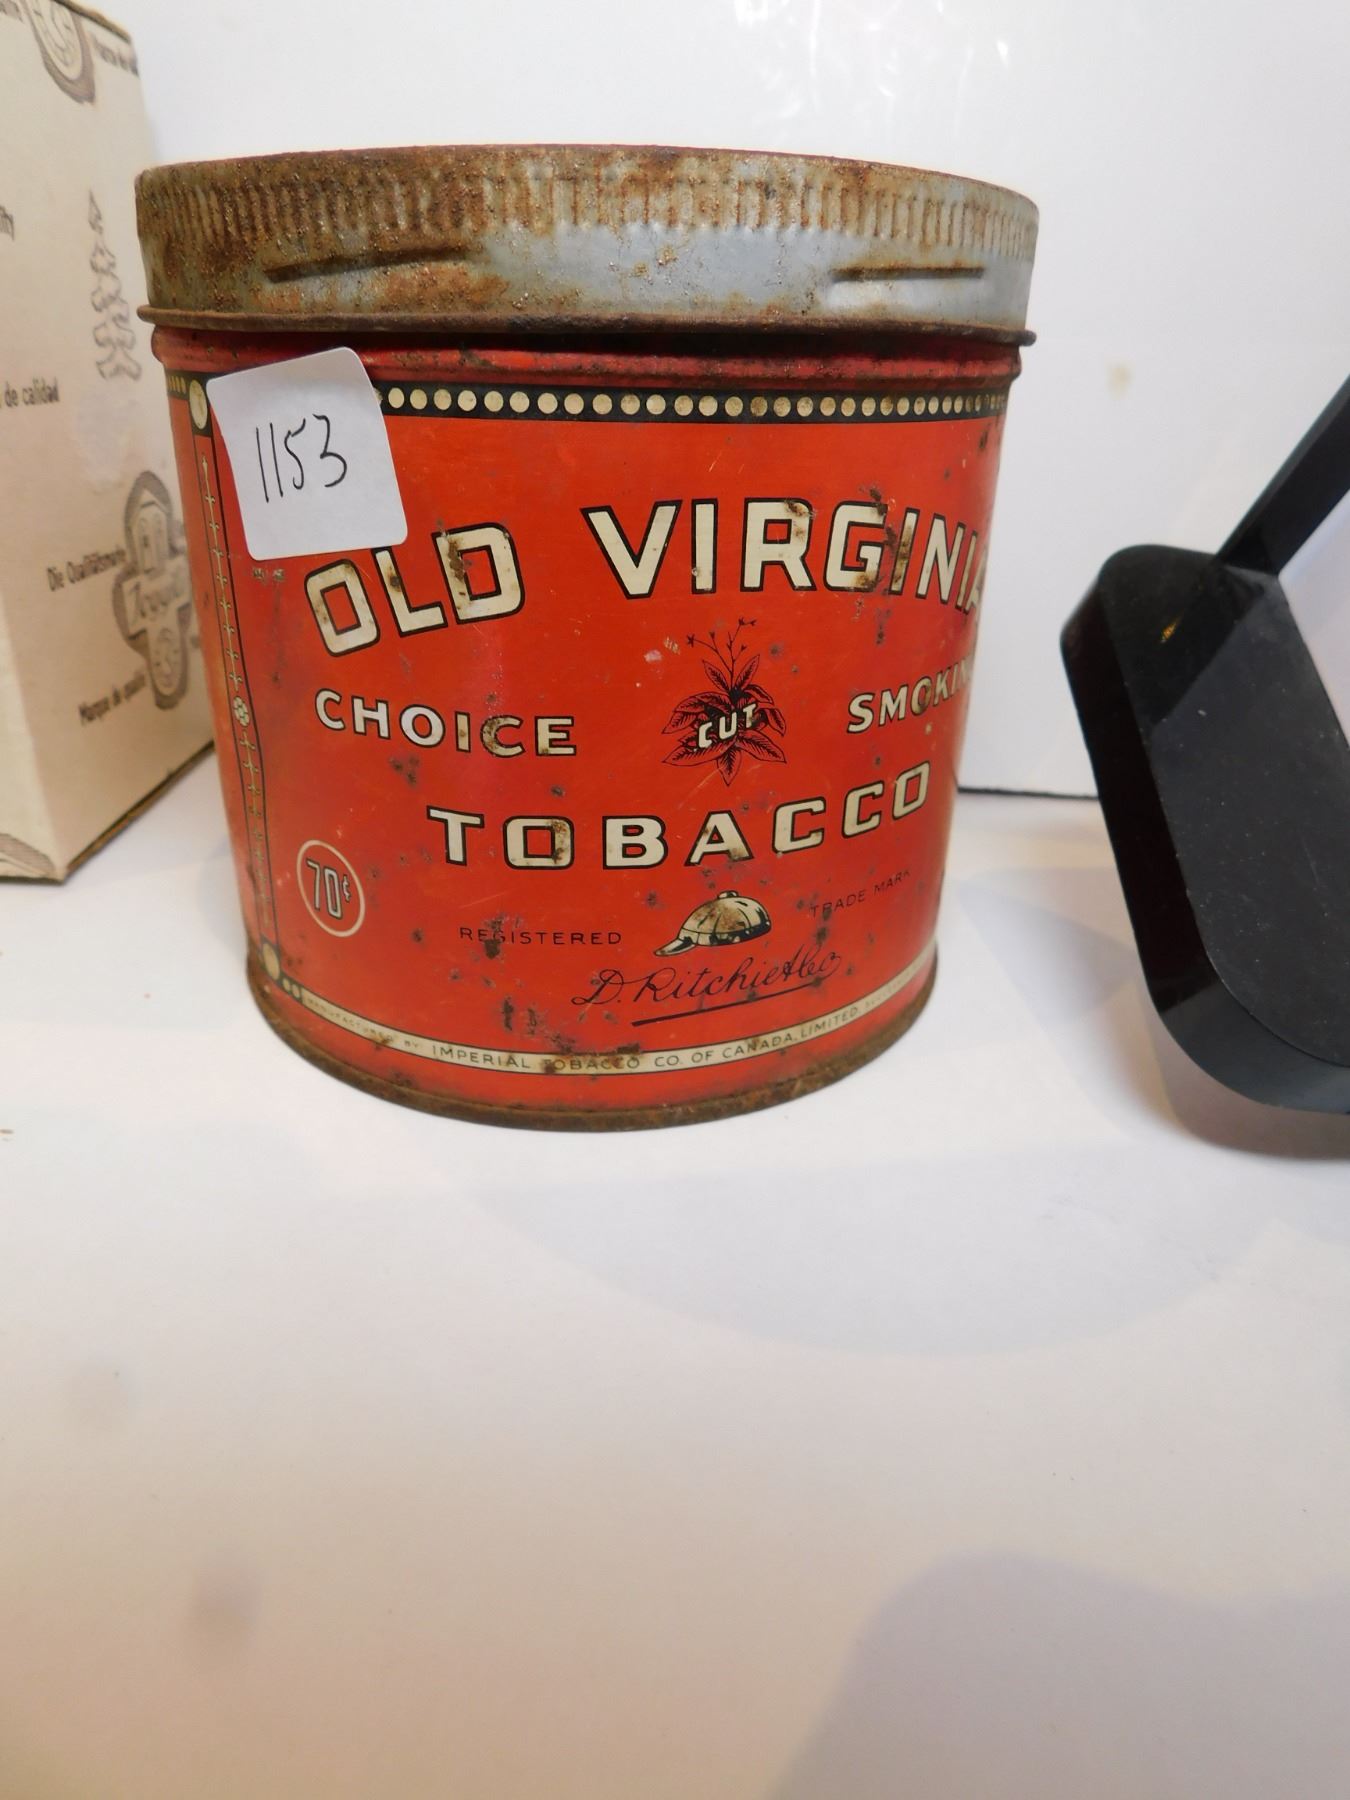 1153
OLD VIRGINIA
CHOICE CUT SMOKING
TOBACCO
70¢
REGISTERED TRADE MARK
D. Ritchie & Co
MANUFACTURED BY IMPERIAL TOBACCO CO. OF CANADA, LIMITED
de calidad
Die Qualitätsmarke
Marque de qualité